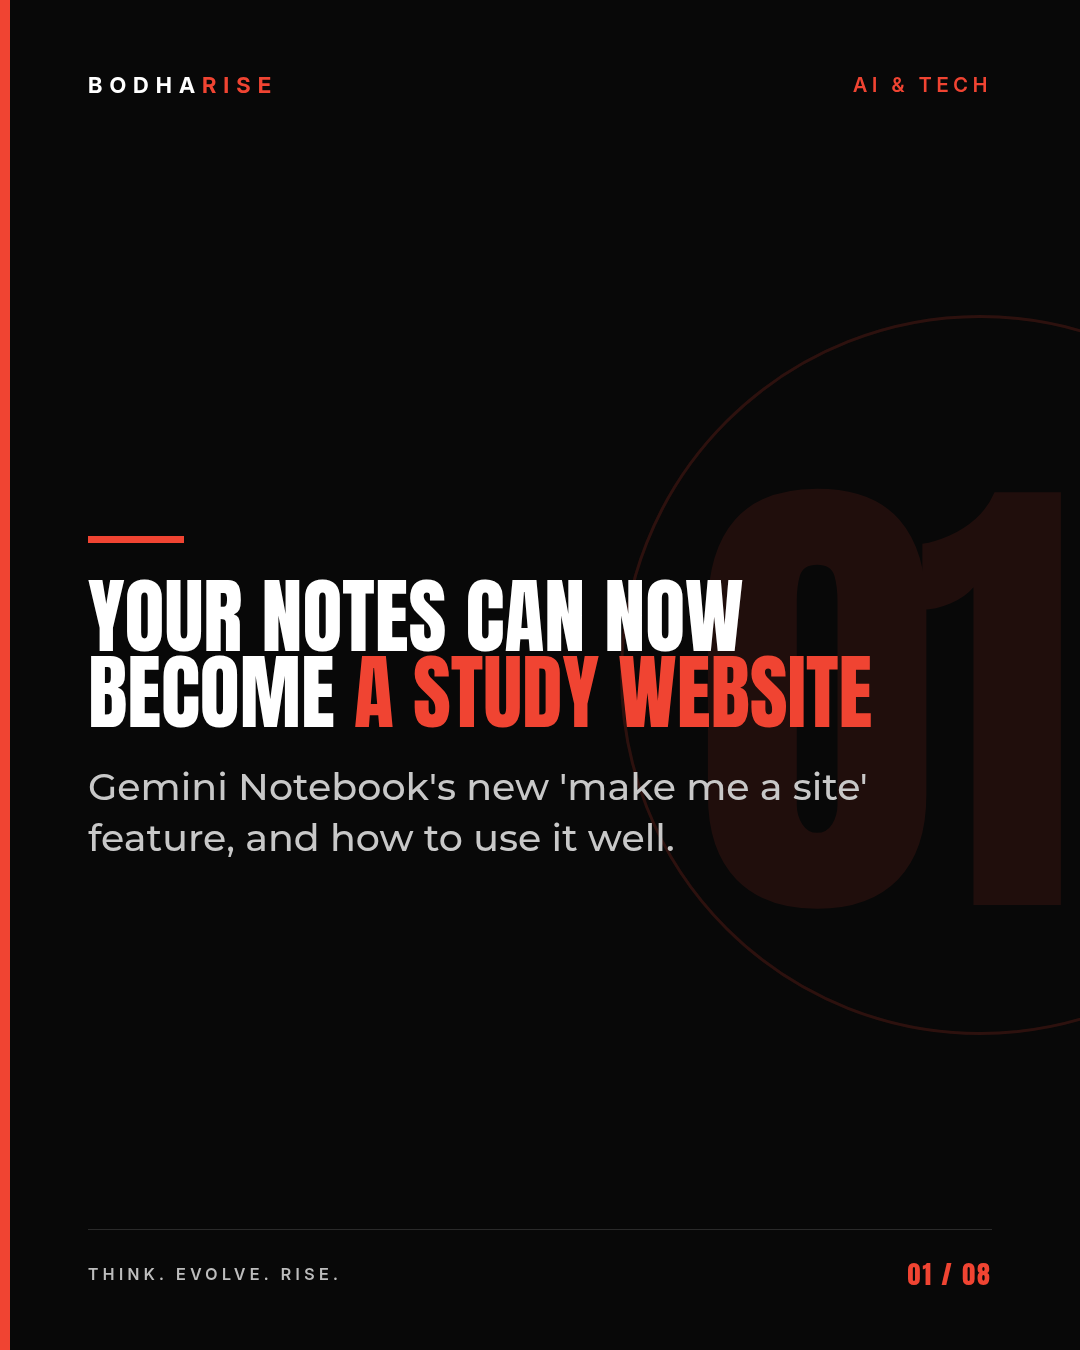 BODHARISE
AI & TECH
01
YOUR NOTES CAN NOW
BECOME A STUDY WEBSITE
Gemini Notebook's new 'make me a site'
feature, and how to use it well.
THINK. EVOLVE. RISE.
01 / 08